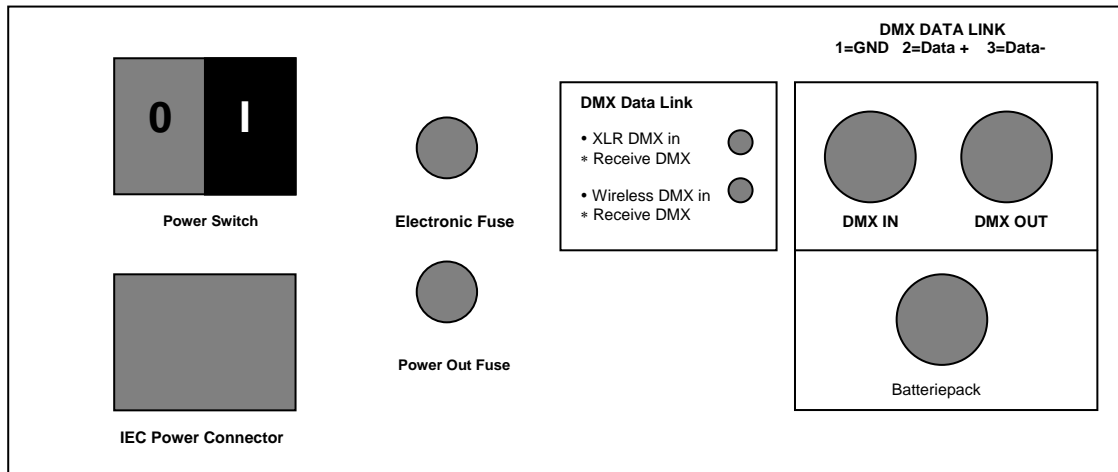 DMX DATA LINK
1=GND 2=Data + 3=Data-
0 I
Power Switch
IEC Power Connector
Electronic Fuse
Power Out Fuse
DMX Data Link
• XLR DMX in
* Receive DMX
• Wireless DMX in
* Receive DMX
DMX IN
DMX OUT
Batteriepack